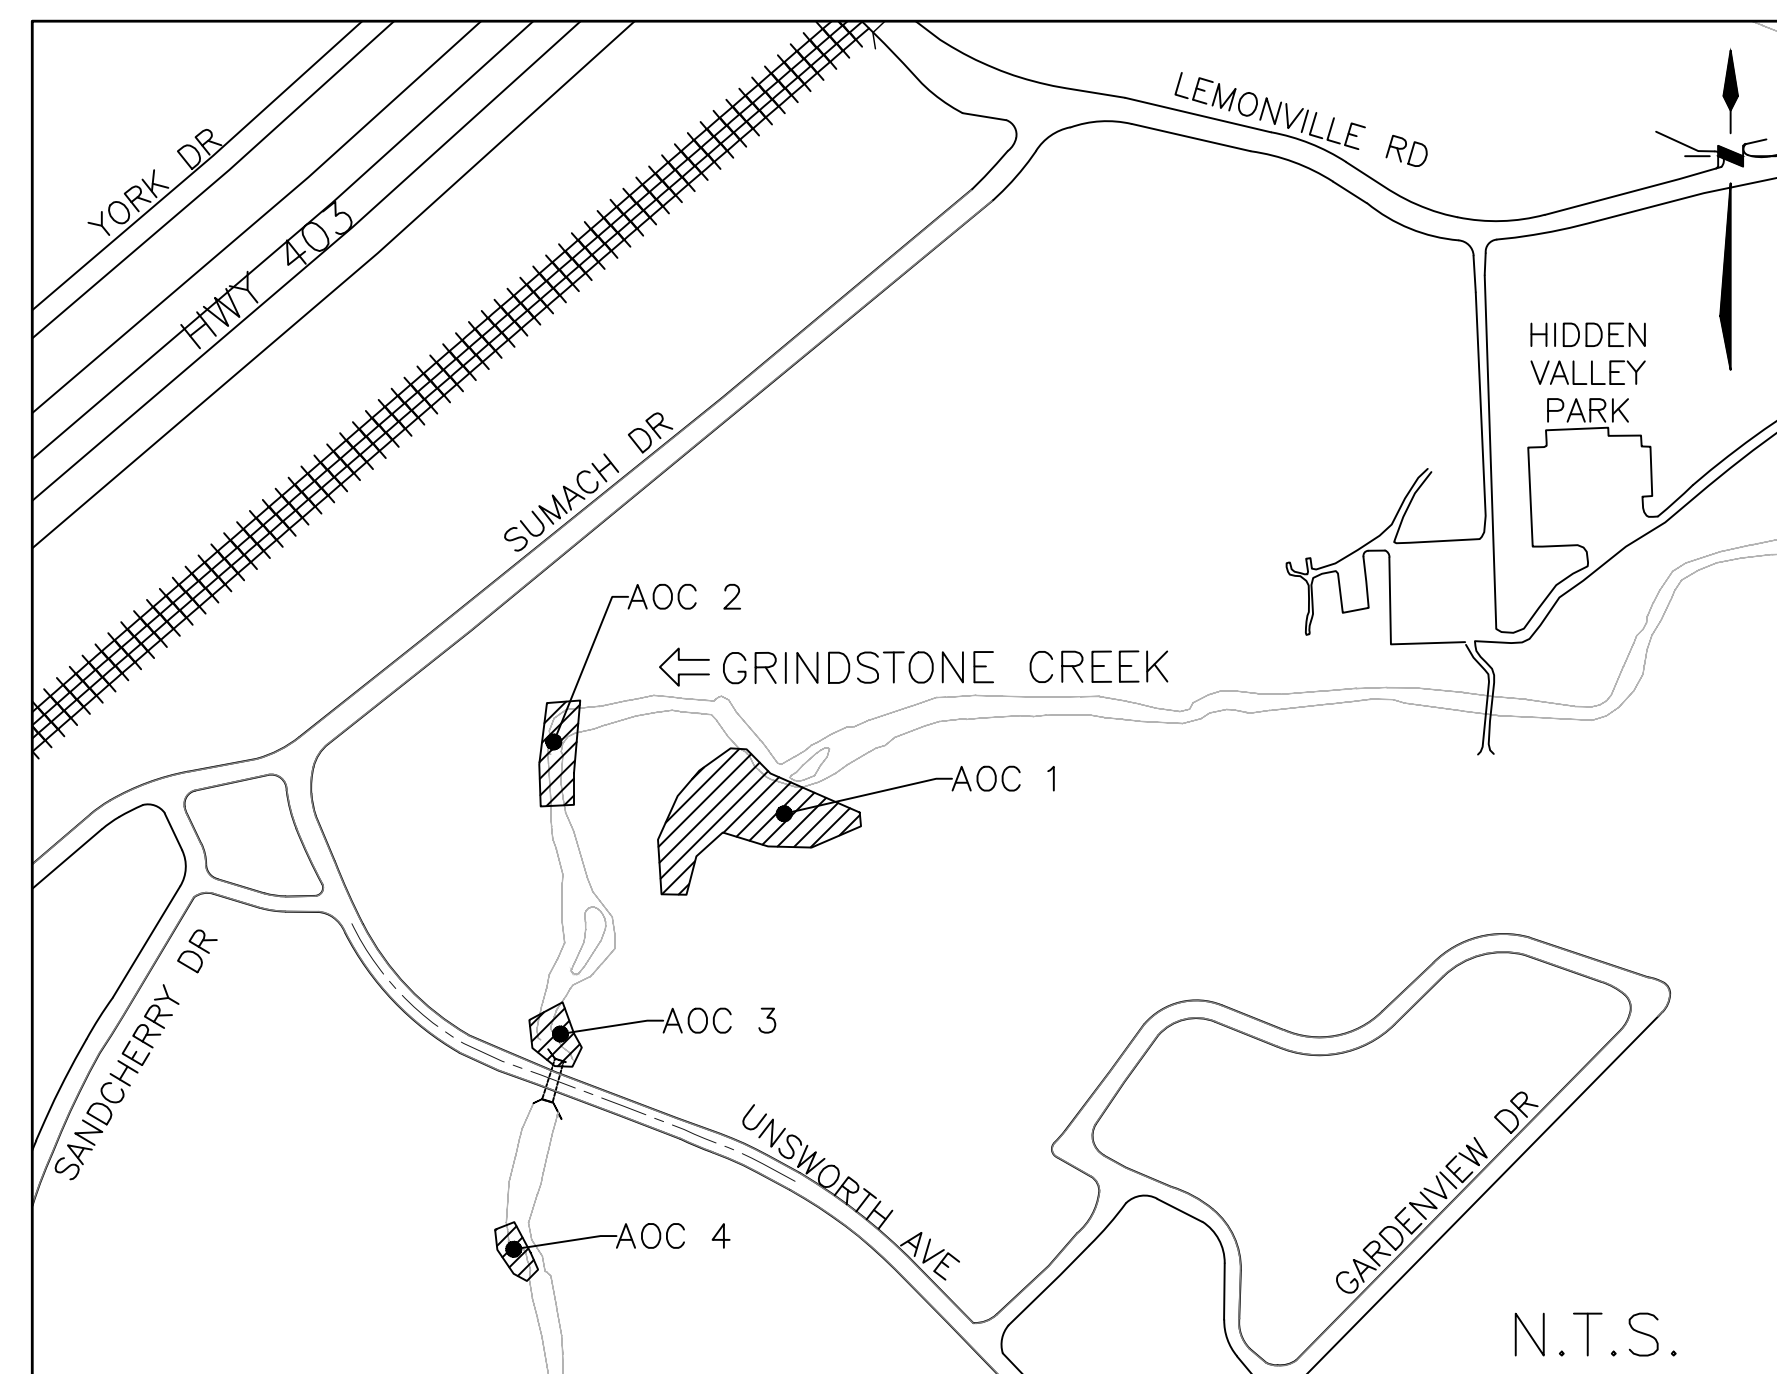 LEMONVILLE RD
YORK DR
HWY 403
HIDDEN
VALLEY
PARK
SUMACH DR
AOC 2
GRINDSTONE CREEK
AOC 1
SANDCHERRY DR
AOC 3
UNSWORTH AVE
GARDENVIEW DR
AOC 4
N.T.S.